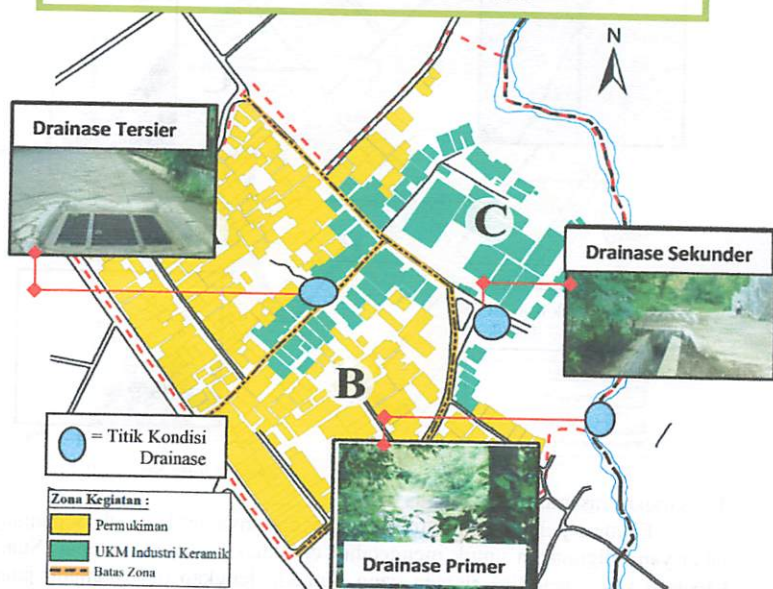 N
Drainase Tersier
C
Drainase Sekunder
B
= Titik Kondisi
Drainase
Zona Kegiatan :
Permukiman
UKM Industri Keramik
Batas Zona
Drainase Primer